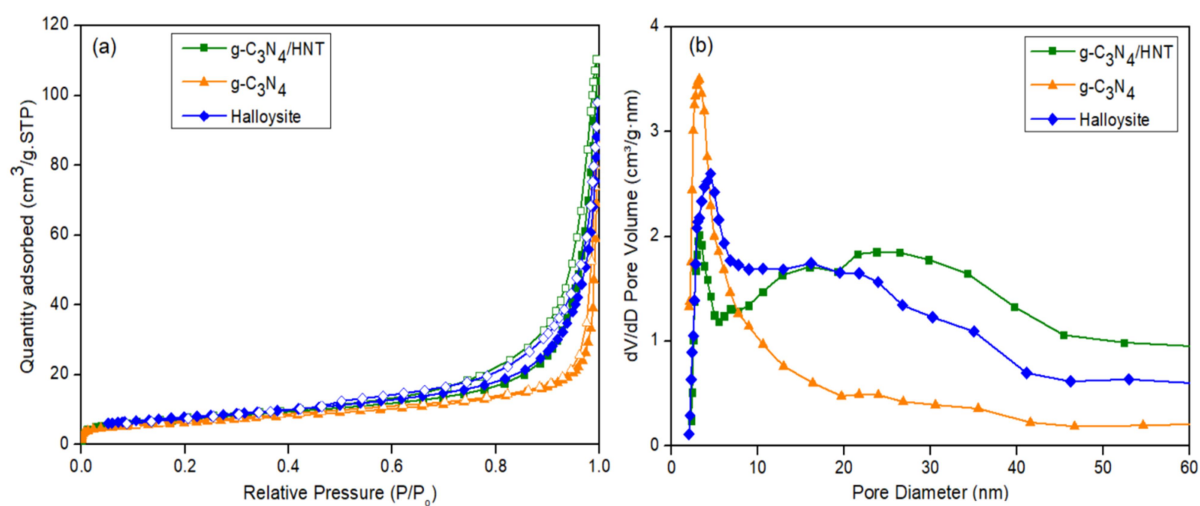 (a)
g-C₃N₄/HNT
g-C₃N₄
Halloysite
Quantity adsorbed (cm³/g.STP)
120
100
80
60
40
20
0
0.0 0.2 0.4 0.6 0.8 1.0
Relative Pressure (P/Pₒ)
(b)
g-C₃N₄/HNT
g-C₃N₄
Halloysite
dV/dD Pore Volume (cm³/g·nm)
4
3
2
1
0
0 10 20 30 40 50 60
Pore Diameter (nm)